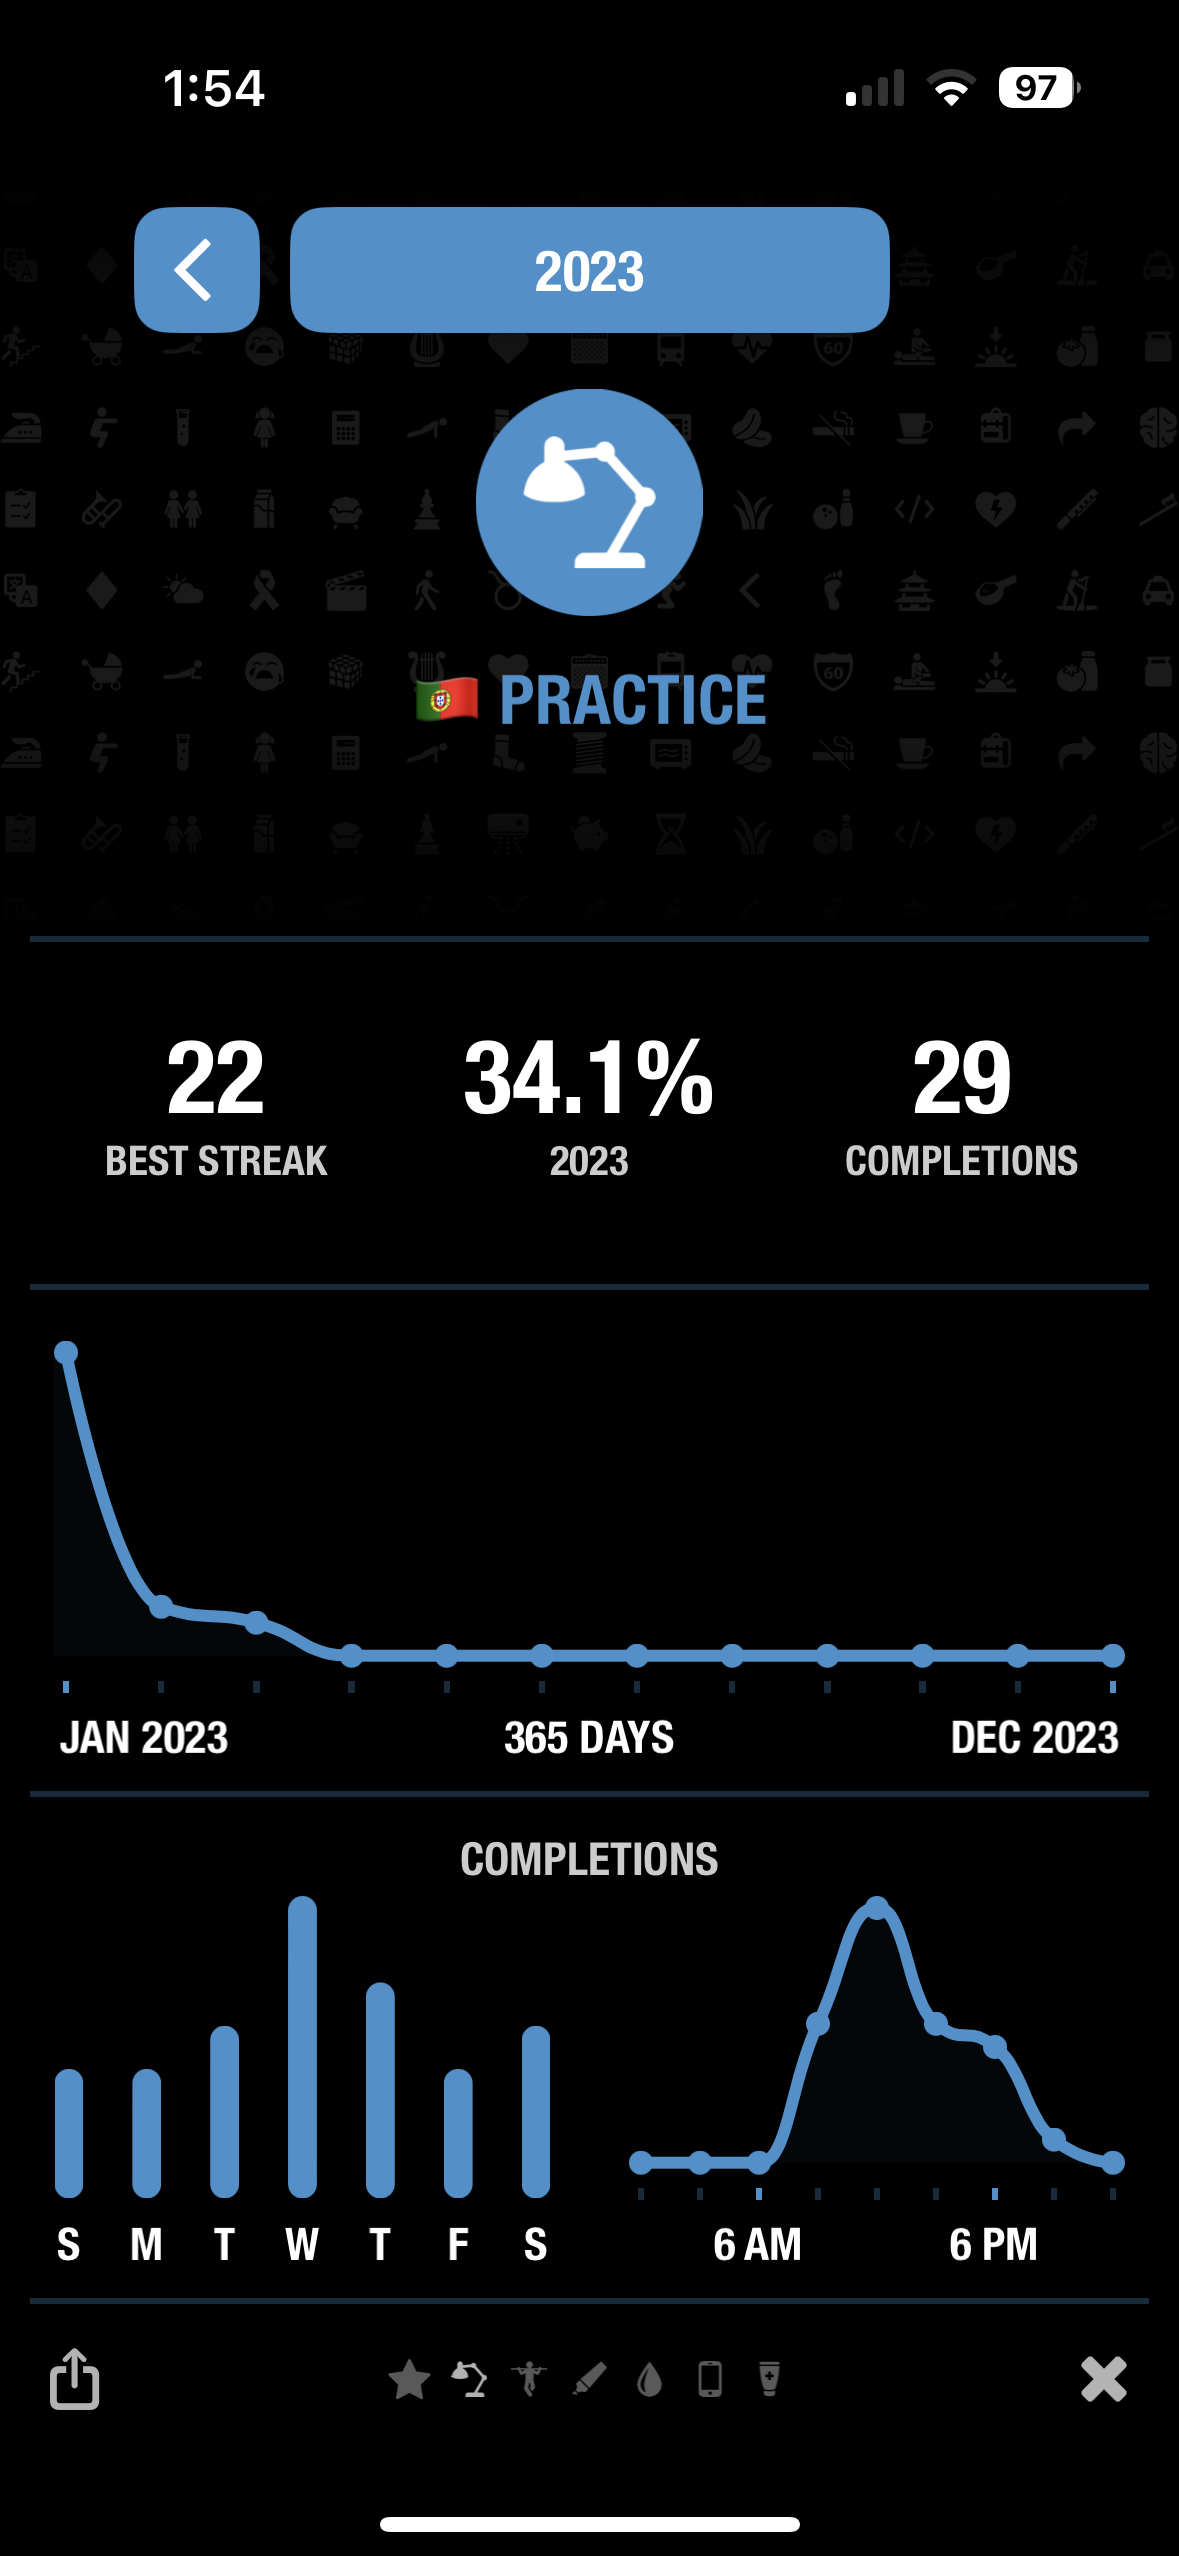 1:54
97
2023
🇵🇹 PRACTICE
22
BEST STREAK
34.1%
2023
29
COMPLETIONS
JAN 2023
365 DAYS
DEC 2023
COMPLETIONS
S M T W T F S
6 AM 6 PM